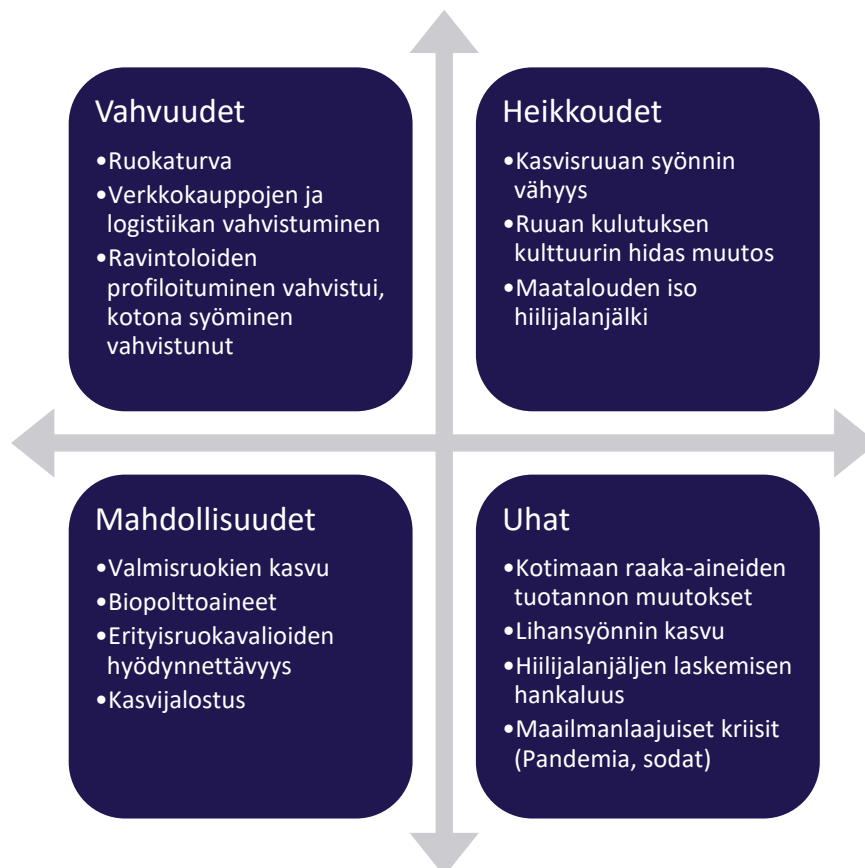 Vahvuudet
•Ruokaturva
•Verkkokauppojen ja
logistiikan vahvistuminen
•Ravintoloiden
profiloituminen vahvistui,
kotona syöminen
vahvistunut
Heikkoudet
•Kasvisruuan syönnin
vähyys
•Ruuan kulutuksen
kulttuurin hidas muutos
•Maatalouden iso
hiilijalanjälki
Mahdollisuudet
•Valmisruokien kasvu
•Biopolttoaineet
•Erityisruokavalioiden
hyödynnettävyys
•Kasvijalostus
Uhat
•Kotimaan raaka-aineiden
tuotannon muutokset
•Lihansyönnin kasvu
•Hiilijalanjäljen laskemisen
hankaluus
•Maailmanlaajuiset kriisit
(Pandemia, sodat)